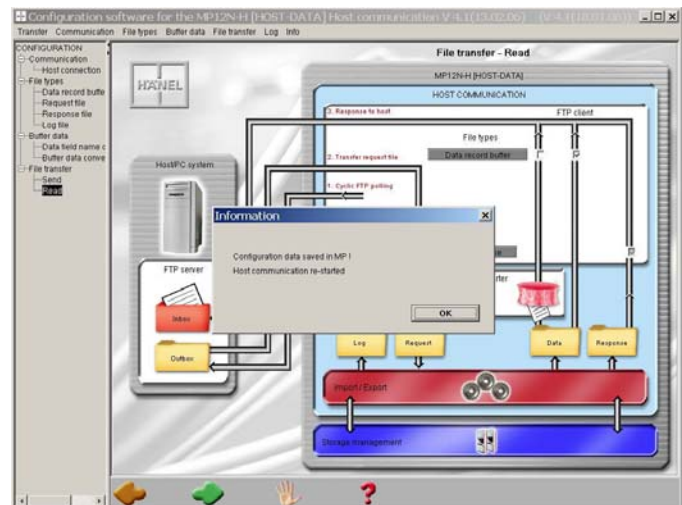 Configuration software for the MP12N-H [HOST-DATA] Host communication V 4.1(13.02.06) (V.4.1(18.01.06))
Transfer Communication File types Buffer data File transfer Log Info
CONFIGURATION
Communication
Host connection
File types
Data record buffe
Request file
Response file
Log file
Buffer data
Data field name c
Buffer data conve
File transfer
Send
Read
File transfer - Read
HÄNEL
MP12N-H [HOST-DATA]
HOST COMMUNICATION
3. Response to host
FTP client
File types
2. Transfer request file
Data record buffer
Host/PC system
1. Cyclic FTP polling
Information
Configuration data saved in MP !
Host communication re-started
OK
FTP server
Inbox
Outbox
Log
Request
Data
Response
Import / Export
Storage management
?